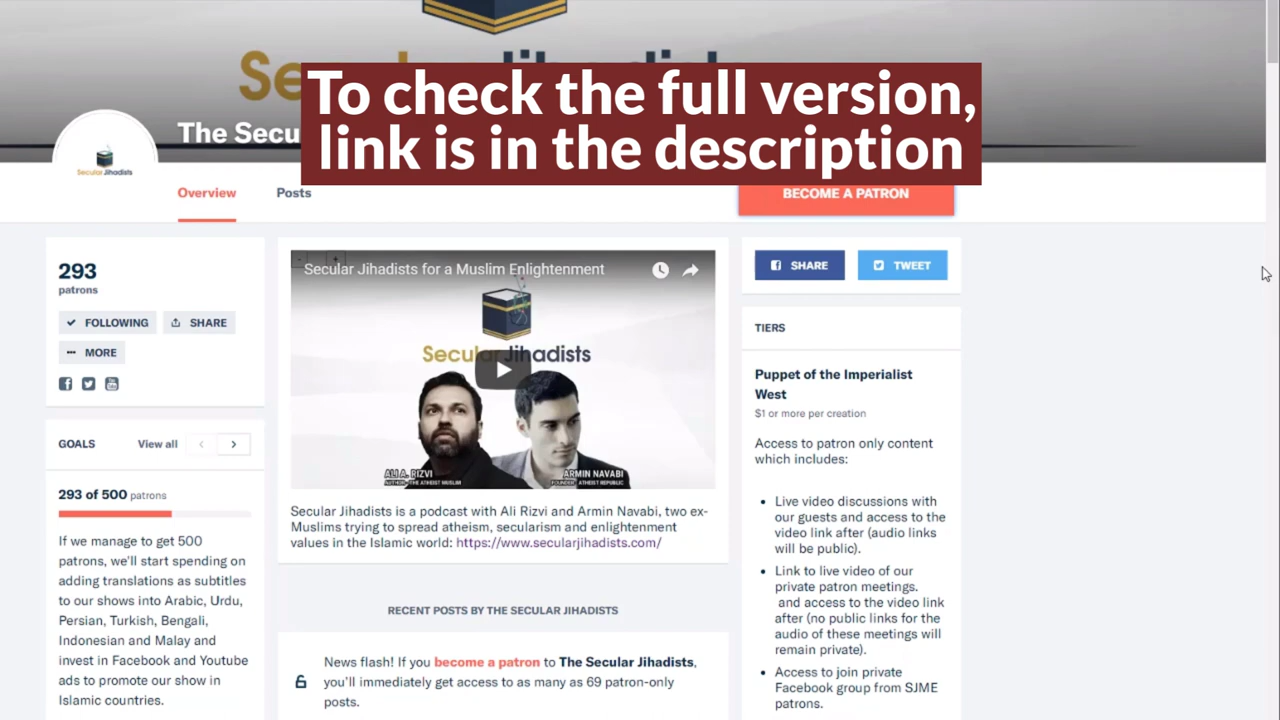 To check the full version,
link is in the description
The Secu
Secular Jihadists
Overview
Posts
BECOME A PATRON
293
patrons
FOLLOWING
SHARE
MORE
GOALS
View all
293 of 500 patrons
If we manage to get 500
patrons, we'll start spending on
adding translations as subtitles
to our shows into Arabic, Urdu,
Persian, Turkish, Bengali,
Indonesian and Malay and
invest in Facebook and Youtube
ads to promote our show in
Islamic countries.
Secular Jihadists for a Muslim Enlightenment
Secular Jihadists
ALI A. RIZVI
AUTHOR - THE ATHEIST MUSLIM
ARMIN NAVABI
FOUNDER - ATHEIST REPUBLIC
Secular Jihadists is a podcast with Ali Rizvi and Armin Navabi, two ex-
Muslims trying to spread atheism, secularism and enlightenment
values in the Islamic world: https://www.secularjihadists.com/
RECENT POSTS BY THE SECULAR JIHADISTS
News flash! If you become a patron to The Secular Jihadists,
you'll immediately get access to as many as 69 patron-only
posts.
SHARE
TWEET
TIERS
Puppet of the Imperialist
West
$1 or more per creation
Access to patron only content
which includes:
• Live video discussions with
our guests and access to the
video link after (audio links
will be public).
• Link to live video of our
private patron meetings.
and access to the video link
after (no public links for the
audio of these meetings will
remain private).
• Access to join private
Facebook group from SJME
patrons.